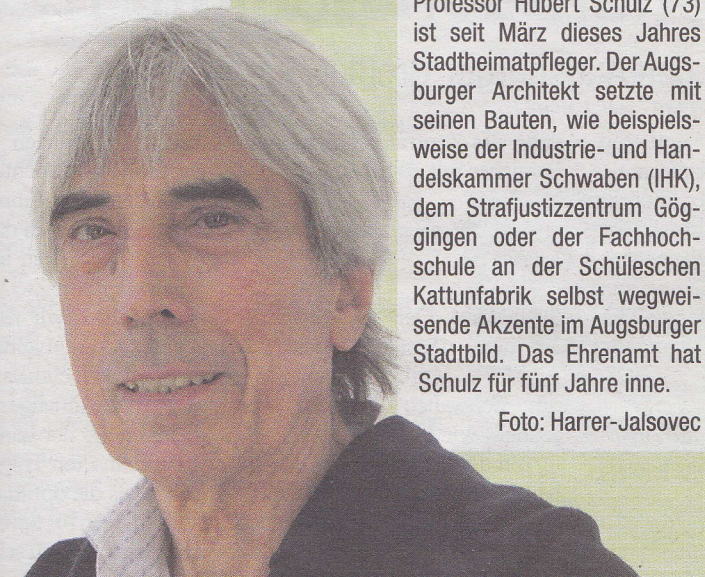 Professor Hubert Schulz (73)
ist seit März dieses Jahres
Stadtheimatpfleger. Der Augs-
burger Architekt setzte mit
seinen Bauten, wie beispiels-
weise der Industrie- und Han-
delskammer Schwaben (IHK),
dem Strafjustizzentrum Gög-
gingen oder der Fachhoch-
schule an der Schüleschen
Kattunfabrik selbst wegwei-
sende Akzente im Augsburger
Stadtbild. Das Ehrenamt hat
Schulz für fünf Jahre inne.
Foto: Harrer-Jalsovec